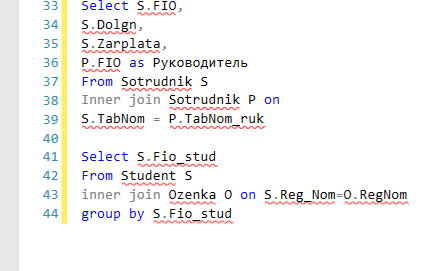 33 Select S.FIO,
34 S.Dolgn,
35 S.Zarplata,
36 P.FIO as Руководитель
37 From Sotrudnik S
38 Inner join Sotrudnik P on
39 S.TabNom = P.TabNom_ruk
40
41 Select S.Fio_stud
42 From Student S
43 inner join Ozenka O on S.Reg_Nom=O.RegNom
44 group by S.Fio_stud